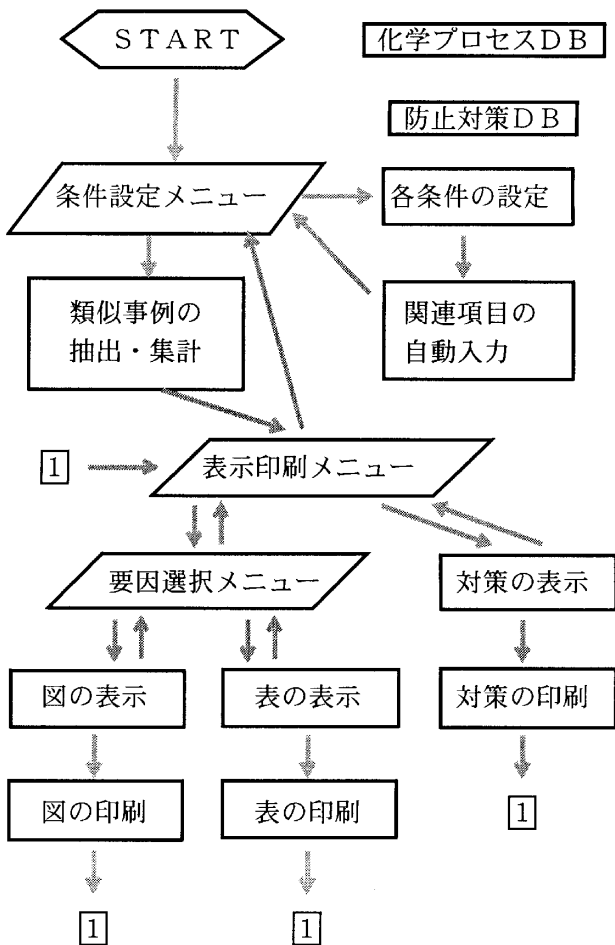 START
化学プロセスDB
防止対策DB
条件設定メニュー
各条件の設定
類似事例の
抽出・集計
関連項目の
自動入力
1
表示印刷メニュー
要因選択メニュー
対策の表示
図の表示
表の表示
対策の印刷
図の印刷
表の印刷
1
1
1